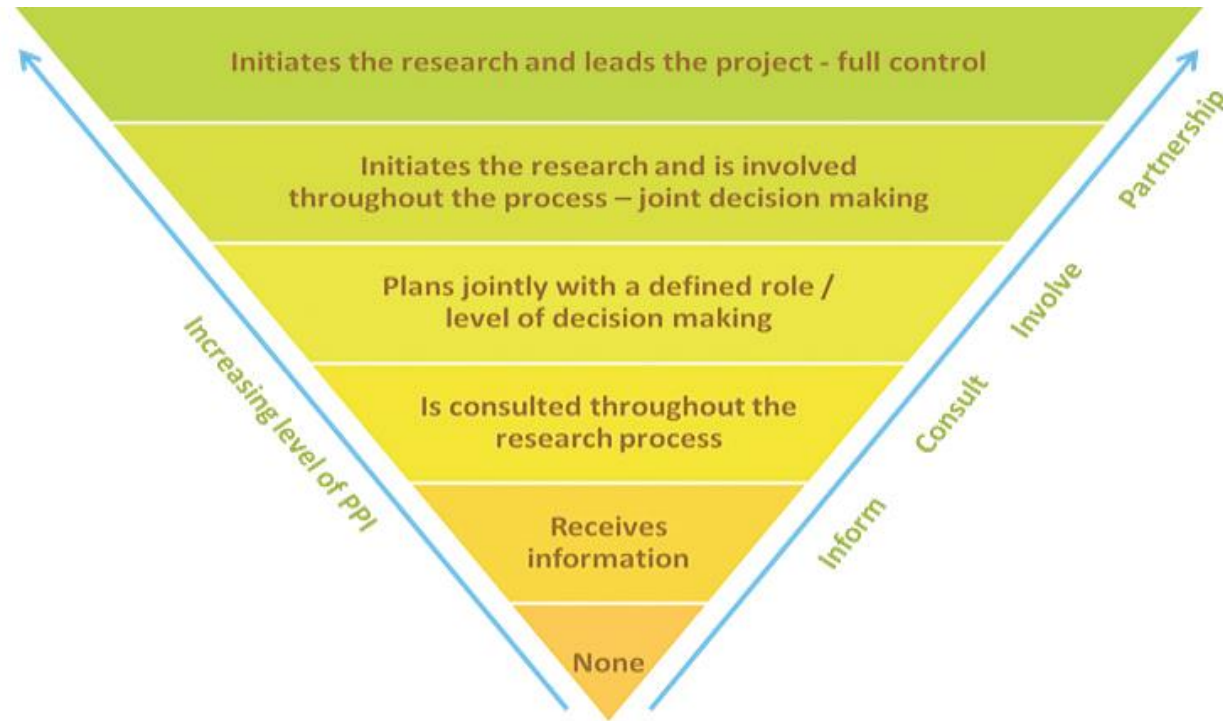 Initiates the research and leads the project - full control
Initiates the research and is involved
throughout the process – joint decision making
Plans jointly with a defined role /
level of decision making
Is consulted throughout the
research process
Receives
information
None
Increasing level of PPI
Inform
Consult
Involve
Partnership